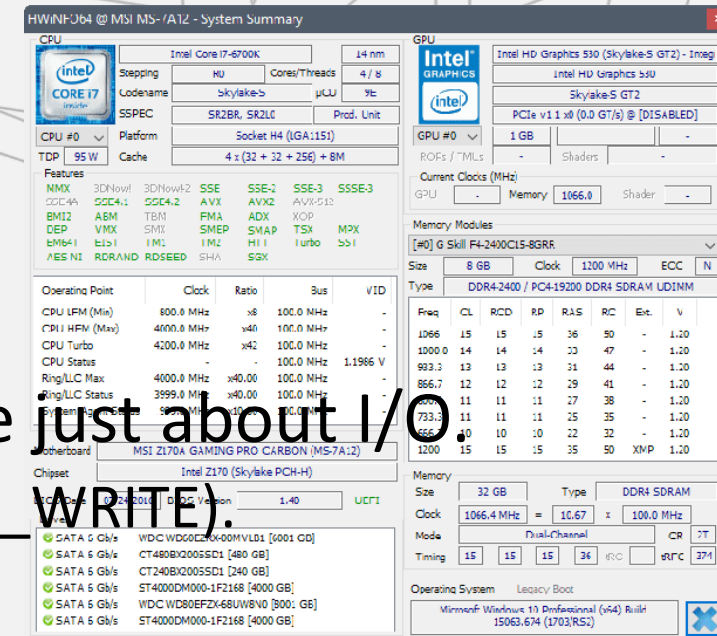 HWiNFO64 @ MSI MS-7A12 - System Summary
CPU
Intel Core i7-6700K 14 nm
Stepping R0 Cores/Threads 4 / 8
Codename Skylake-S µCU 9E
SSPEC SR2BR, SR2L0 Prod. Unit
intel CORE i7 inside
CPU #0 Platform Socket H4 (LGA1151)
TDP 95 W Cache 4 x (32 + 32 + 256) + 8M
Features
MMX 3DNow! 3DNow!-2 SSE SSE-2 SSE-3 SSSE-3
SSE4A SSE4.1 SSE4.2 AVX AVX2 AVX-512
BMI2 ABM TBM FMA ADX XOP
DEP VMX SMX SMEP SMAP TSX MPX
EM64T EIST TM1 TM2 HTT Turbo SST
AES-NI RDRAND RDSEED SHA SGX
Operating Point Clock Ratio Bus VID
CPU LFM (Min) 800.0 MHz x8 100.0 MHz -
CPU HFM (Max) 4000.0 MHz x40 100.0 MHz -
CPU Turbo 4200.0 MHz x42 100.0 MHz -
CPU Status - - 100.0 MHz 1.1986 V
Ring/LLC Max 4000.0 MHz x40.00 100.0 MHz -
Ring/LLC Status 3999.0 MHz x40.00 100.0 MHz -
System Agent Status x10.00 100.0 MHz -
e just about I/O.
Motherboard MSI Z170A GAMING PRO CARBON (MS-7A12)
Chipset Intel Z170 (Skylake PCH-H)
BIOS Date BIOS Version 1.40 UEFI
WRITE).
Drives
SATA 6 Gb/s WDC WD60EZRX-00MVLB1 [6001 GB]
SATA 6 Gb/s CT480BX200SSD1 [480 GB]
SATA 6 Gb/s CT240BX200SSD1 [240 GB]
SATA 6 Gb/s ST4000DM000-1F2168 [4000 GB]
SATA 6 Gb/s WDC WD80EFZX-68UW8N0 [8001 GB]
SATA 6 Gb/s ST4000DM000-1F2168 [4000 GB]
GPU
Intel HD Graphics 530 (Skylake-S GT2) - Integ
Intel HD Graphics 530
Skylake-S GT2
PCIe v1.1 x0 (0.0 GT/s) @ [DISABLED]
Intel GRAPHICS
intel
GPU #0 1 GB -
ROPs / TMUs - Shaders -
Current Clocks (MHz)
GPU - Memory 1066.0 Shader -
Memory Modules
[#0] G Skill F4-2400C15-8GRR
Size 8 GB Clock 1200 MHz ECC N
Type DDR4-2400 / PC4-19200 DDR4 SDRAM UDIMM
Freq CL RCD RP RAS RC Ext. V
1066 15 15 15 36 50 - 1.20
1000.0 14 14 14 33 47 - 1.20
933.3 13 13 13 31 44 - 1.20
866.7 12 12 12 29 41 - 1.20
800.0 11 11 11 27 38 - 1.20
733.3 11 11 11 25 35 - 1.20
666.7 10 10 10 22 32 - 1.20
1200 15 15 15 35 50 XMP 1.20
Memory
Size 32 GB Type DDR4 SDRAM
Clock 1066.4 MHz = 10.67 x 100.0 MHz
Mode Dual-Channel CR 2T
Timing 15 15 15 36 tRC tRFC 374
Operating System Legacy Boot
Microsoft Windows 10 Professional (x64) Build
15063.674 (1703/RS2)